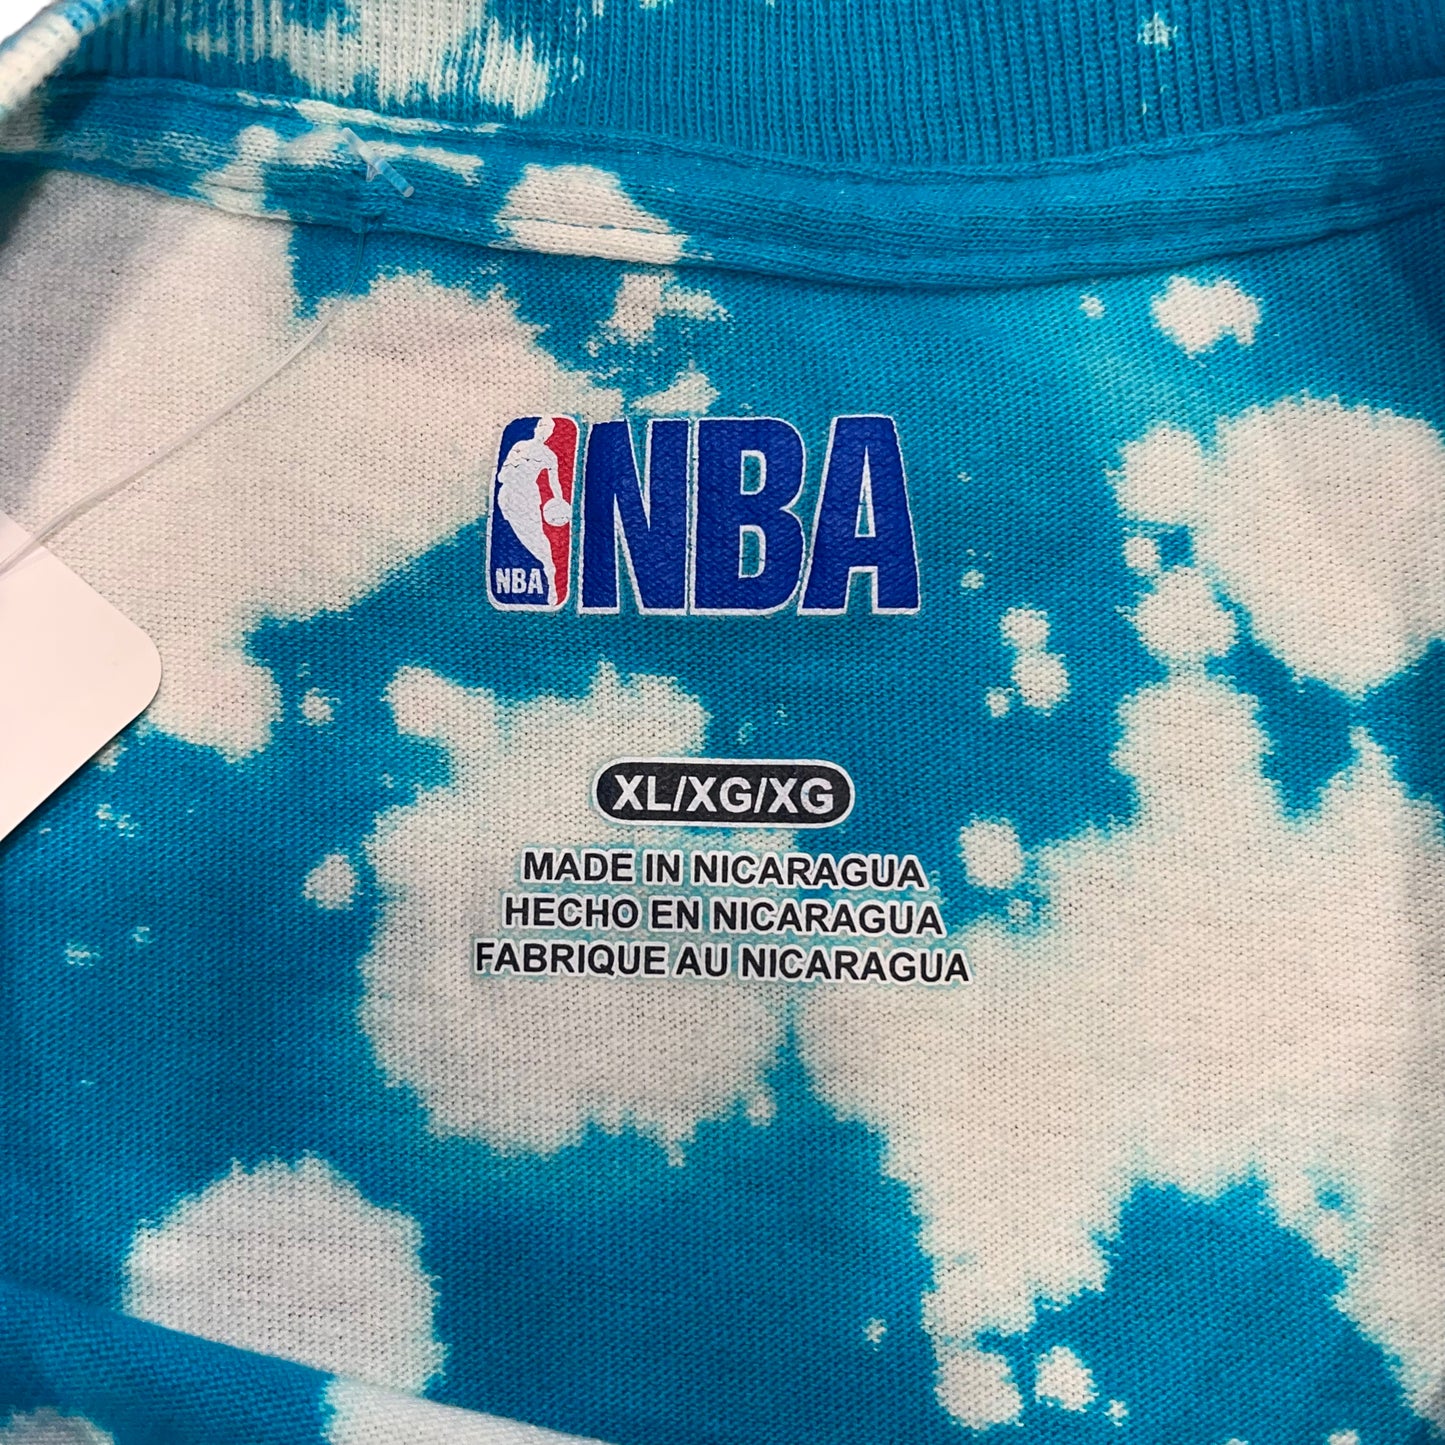 NBA NBA
XL/XG/XG
MADE IN NICARAGUA
HECHO EN NICARAGUA
FABRIQUE AU NICARAGUA